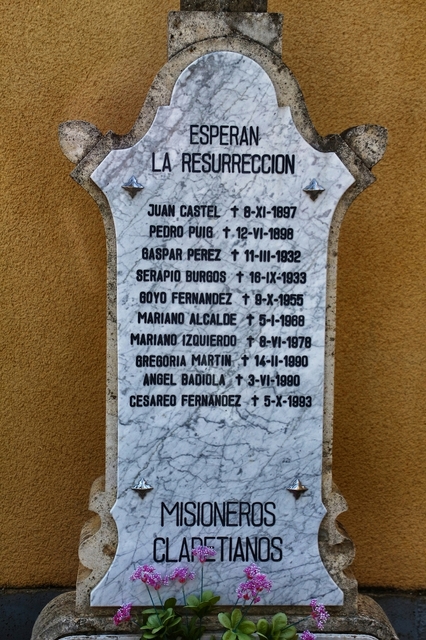 ESPERAN
LA RESURRECCION
JUAN CASTEL ✝ 8-XI-1897
PEDRO PUIG ✝ 12-VI-1898
GASPAR PEREZ ✝ 11-III-1932
SERAPIO BURGOS ✝ 16-IX-1933
GOYO FERNANDEZ ✝ 9-X-1955
MARIANO ALCALDE ✝ 5-I-1968
MARIANO IZQUIERDO ✝ 8-VI-1978
GREGORIA MARTIN ✝ 14-II-1990
ANGEL BADIOLA ✝ 3-VI-1990
CESAREO FERNANDEZ ✝ 5-X-1993
MISIONEROS
CLARETIANOS